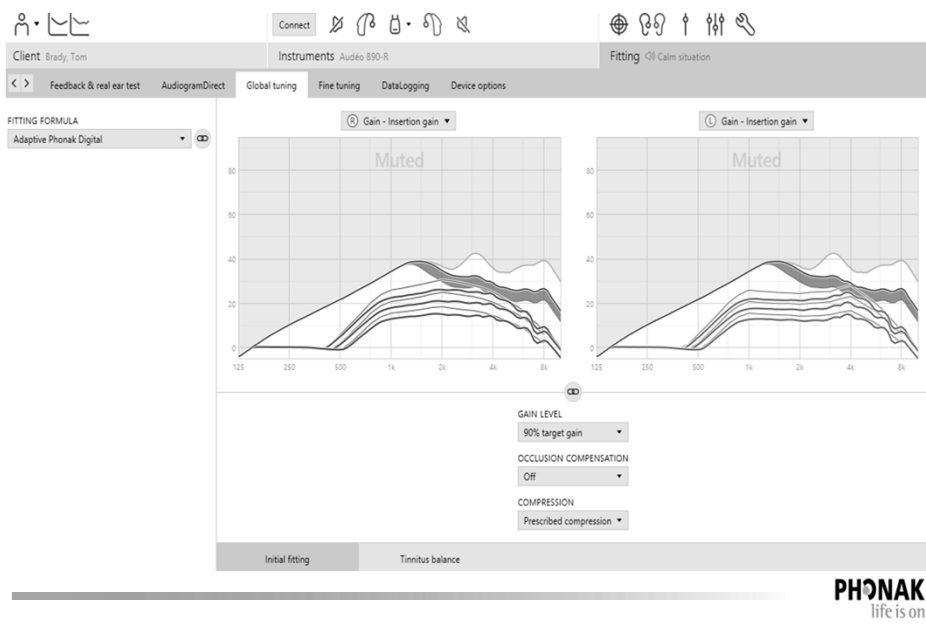 Connect
Client Brady, Tom
Instruments Audéo B90-R
Fitting Calm situation
Feedback & real ear test AudiogramDirect Global tuning Fine tuning DataLogging Device options
FITTING FORMULA
Adaptive Phonak Digital
R Gain - Insertion gain
L Gain - Insertion gain
Muted
80
60
40
20
0
125 250 500 1k 2k 4k 8k
Muted
80
60
40
20
0
125 250 500 1k 2k 4k 8k
GAIN LEVEL
90% target gain
OCCLUSION COMPENSATION
Off
COMPRESSION
Prescribed compression
Initial fitting Tinnitus balance
PHONAK
life is on